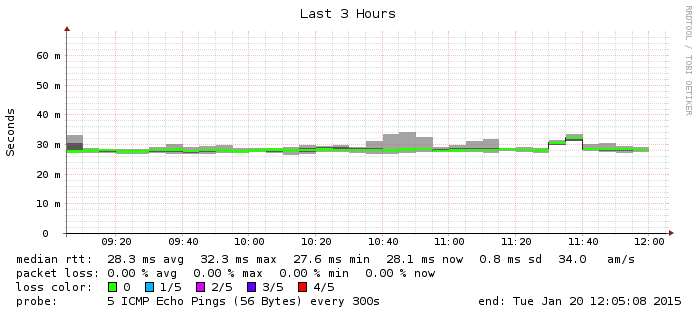 Last 3 Hours
RRDTOOL / TOBI OETIKER
Seconds
60 m
50 m
40 m
30 m
20 m
10 m
0
09:20 09:40 10:00 10:20 10:40 11:00 11:20 11:40 12:00
median rtt: 28.3 ms avg 32.3 ms max 27.6 ms min 28.1 ms now 0.8 ms sd 34.0 am/s
packet loss: 0.00 % avg 0.00 % max 0.00 % min 0.00 % now
loss color: 0 1/5 2/5 3/5 4/5
probe: 5 ICMP Echo Pings (56 Bytes) every 300s end: Tue Jan 20 12:05:08 2015